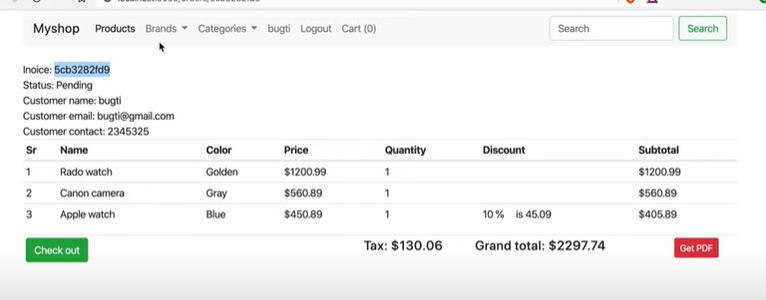 Myshop Products Brands Categories bugti Logout Cart (0) Search Search
Inoice: 5cb3282fd9
Status: Pending
Customer name: bugti
Customer email: bugti@gmail.com
Customer contact: 2345325
Sr Name Color Price Quantity Discount Subtotal
1 Rado watch Golden $1200.99 1 $1200.99
2 Canon camera Gray $560.89 1 $560.89
3 Apple watch Blue $450.89 1 10 % is 45.09 $405.89
Check out Tax: $130.06 Grand total: $2297.74 Get PDF